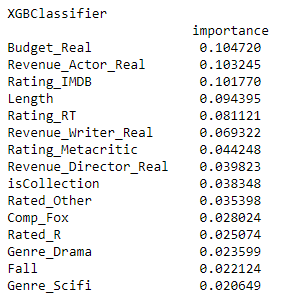 XGBClassifier
importance
Budget_Real 0.104720
Revenue_Actor_Real 0.103245
Rating_IMDB 0.101770
Length 0.094395
Rating_RT 0.081121
Revenue_Writer_Real 0.069322
Rating_Metacritic 0.044248
Revenue_Director_Real 0.039823
isCollection 0.038348
Rated_Other 0.035398
Comp_Fox 0.028024
Rated_R 0.025074
Genre_Drama 0.023599
Fall 0.022124
Genre_Scifi 0.020649